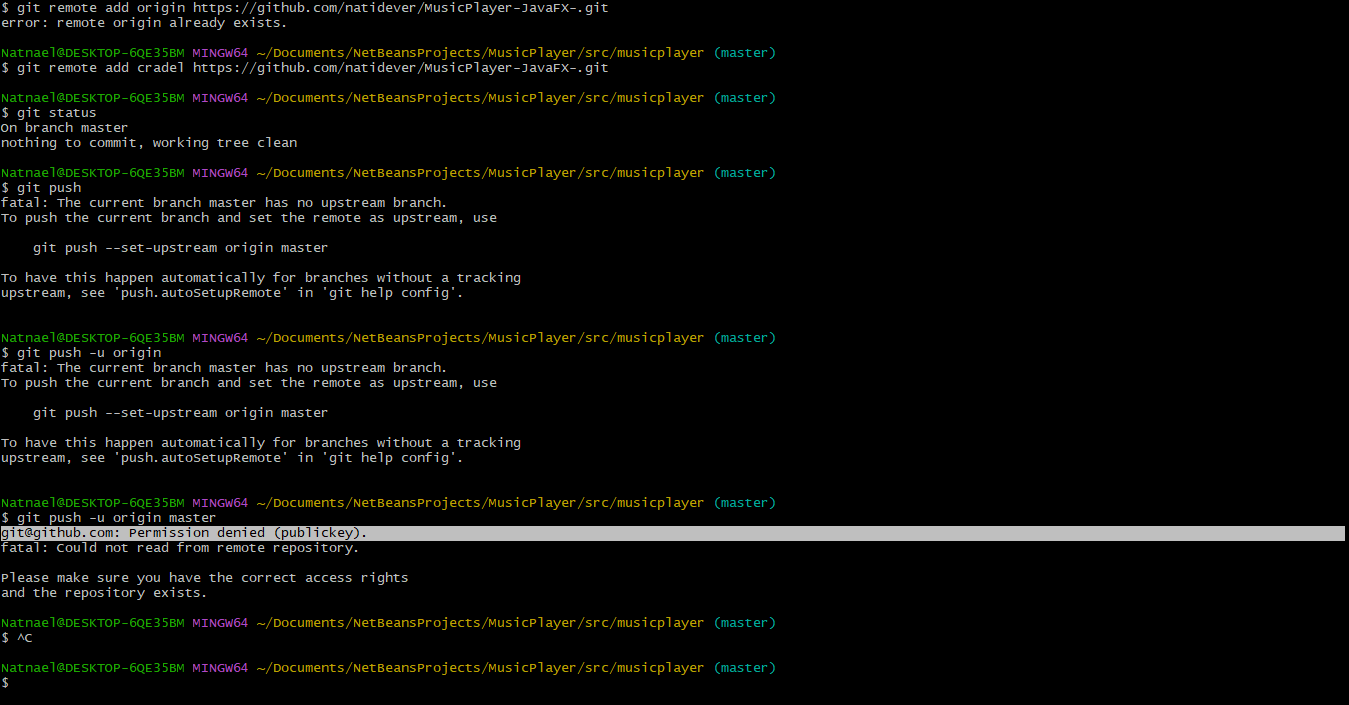 $ git remote add origin https://github.com/natidever/MusicPlayer-JavaFX-.git
error: remote origin already exists.
Natnael@DESKTOP-6QE35BM MINGW64 ~/Documents/NetBeansProjects/MusicPlayer/src/musicplayer (master)
$ git remote add cradel https://github.com/natidever/MusicPlayer-JavaFX-.git
Natnael@DESKTOP-6QE35BM MINGW64 ~/Documents/NetBeansProjects/MusicPlayer/src/musicplayer (master)
$ git status
On branch master
nothing to commit, working tree clean
Natnael@DESKTOP-6QE35BM MINGW64 ~/Documents/NetBeansProjects/MusicPlayer/src/musicplayer (master)
$ git push
fatal: The current branch master has no upstream branch.
To push the current branch and set the remote as upstream, use
git push --set-upstream origin master
To have this happen automatically for branches without a tracking
upstream, see 'push.autoSetupRemote' in 'git help config'.
Natnael@DESKTOP-6QE35BM MINGW64 ~/Documents/NetBeansProjects/MusicPlayer/src/musicplayer (master)
$ git push -u origin
fatal: The current branch master has no upstream branch.
To push the current branch and set the remote as upstream, use
git push --set-upstream origin master
To have this happen automatically for branches without a tracking
upstream, see 'push.autoSetupRemote' in 'git help config'.
Natnael@DESKTOP-6QE35BM MINGW64 ~/Documents/NetBeansProjects/MusicPlayer/src/musicplayer (master)
$ git push -u origin master
git@github.com: Permission denied (publickey).
fatal: Could not read from remote repository.
Please make sure you have the correct access rights
and the repository exists.
Natnael@DESKTOP-6QE35BM MINGW64 ~/Documents/NetBeansProjects/MusicPlayer/src/musicplayer (master)
$ ^C
Natnael@DESKTOP-6QE35BM MINGW64 ~/Documents/NetBeansProjects/MusicPlayer/src/musicplayer (master)
$